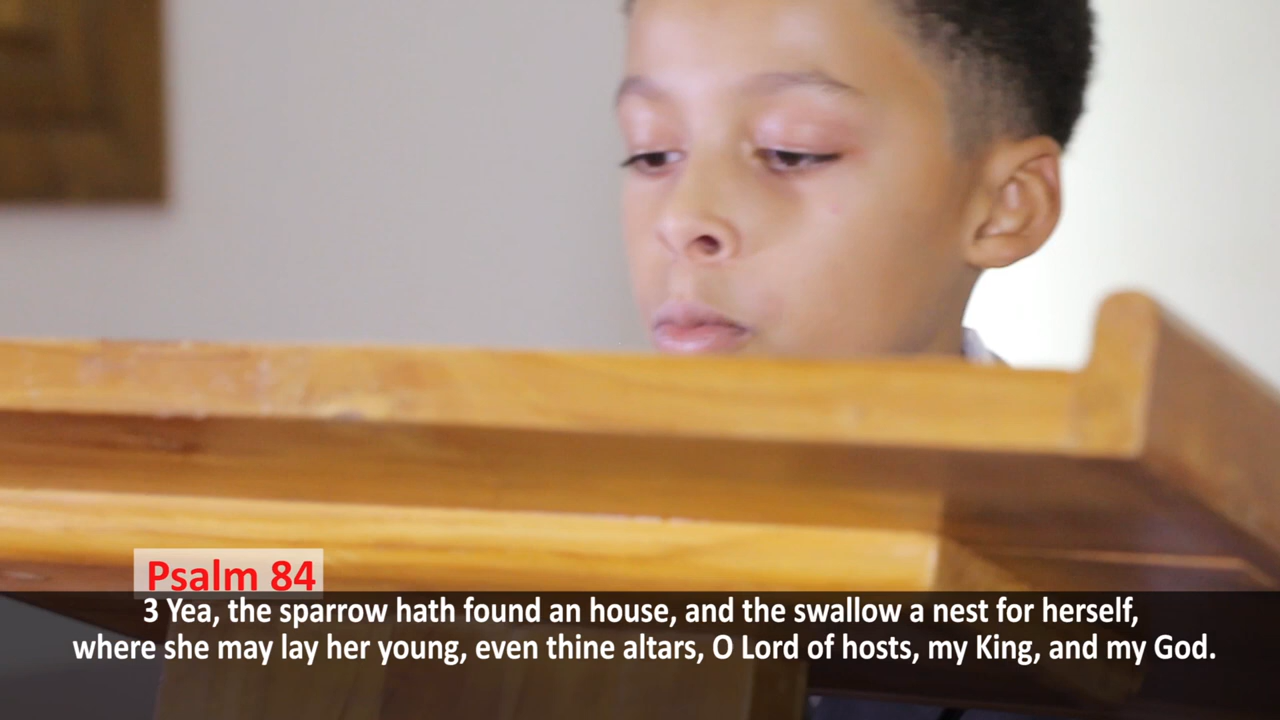 Psalm 84
3 Yea, the sparrow hath found an house, and the swallow a nest for herself,
where she may lay her young, even thine altars, O Lord of hosts, my King, and my God.